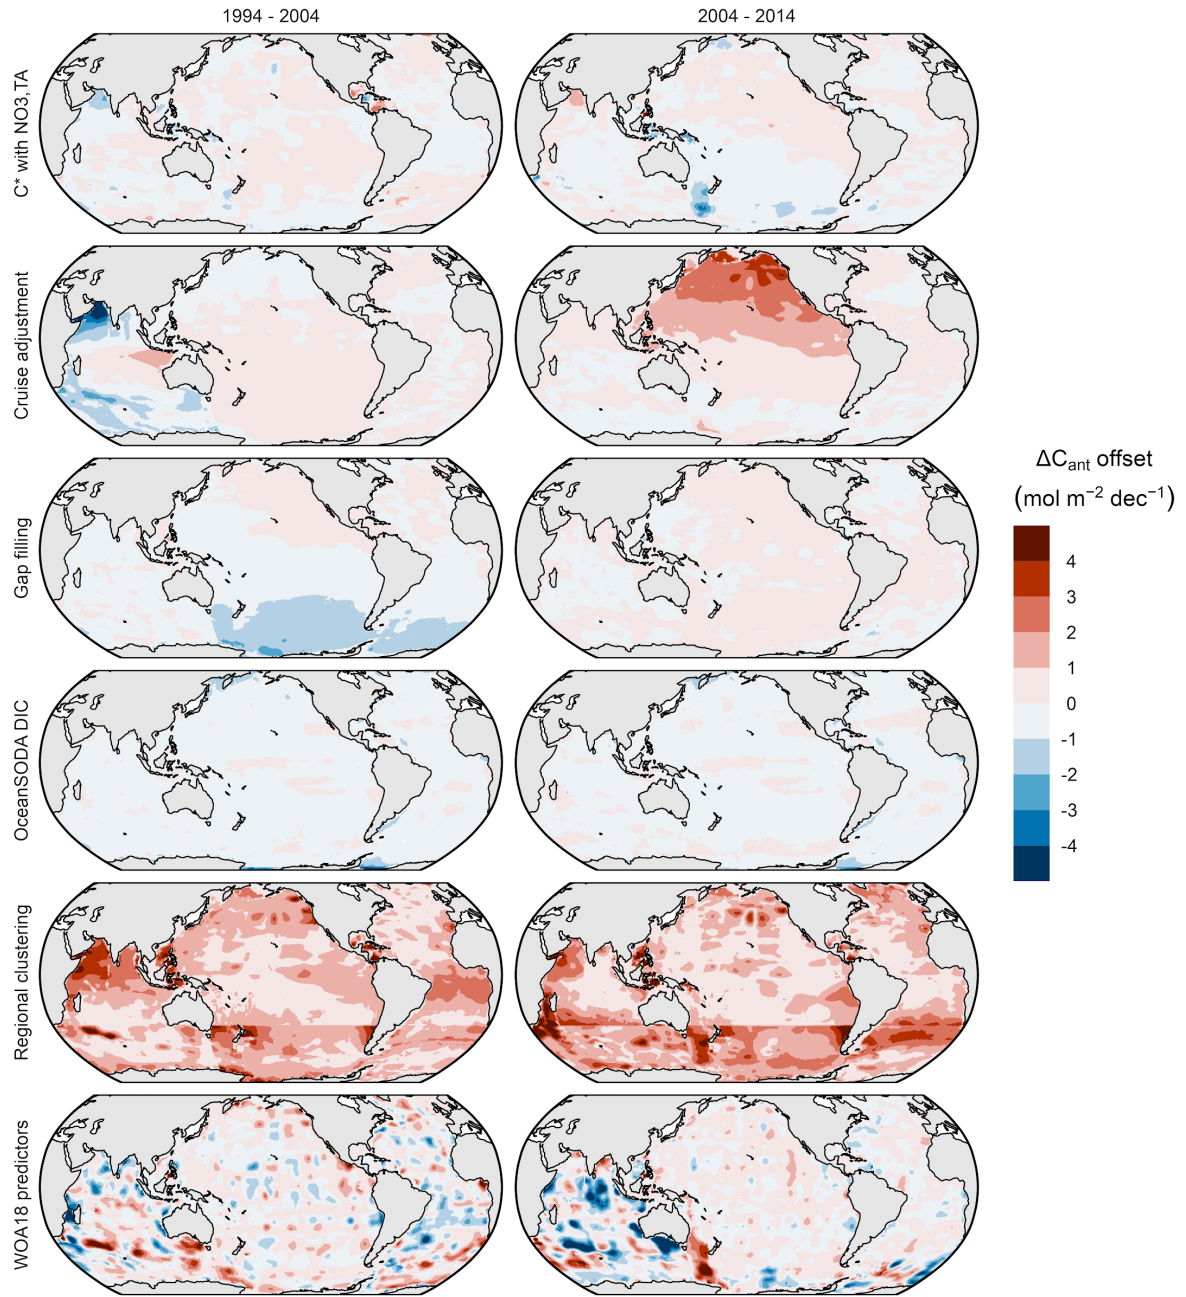 1994 - 2004
2004 - 2014
C* with NO3,TA
Cruise adjustment
Gap filling
OceanSODA DIC
Regional clustering
WOA18 predictors
ΔCant offset
(mol m−2 dec−1)
4
3
2
1
0
-1
-2
-3
-4